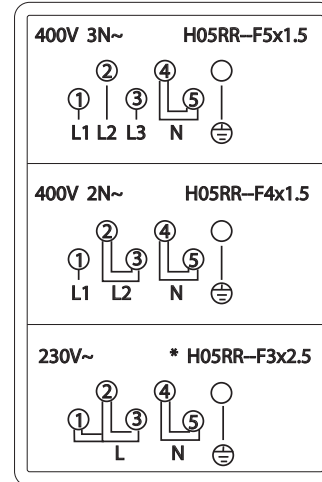 400V 3N~ H05RR--F5x1.5
2 4
1 3 5
L1 L2 L3 N
400V 2N~ H05RR--F4x1.5
2 4
1 3 5
L1 L2 N
230V~ * H05RR--F3x2.5
2 4
1 3 5
L N